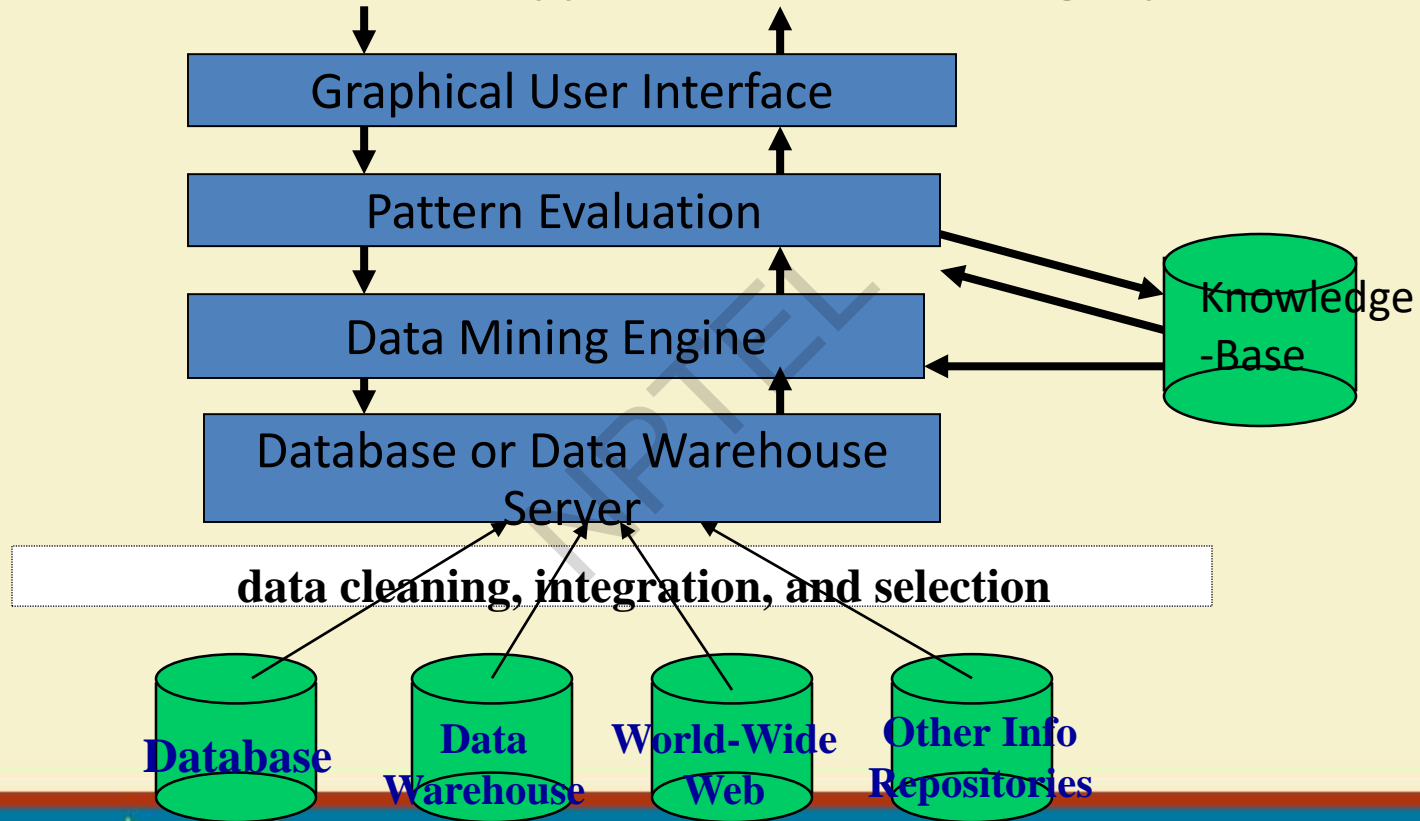 Graphical User Interface
Pattern Evaluation
Data Mining Engine
Knowledge
-Base
Database or Data Warehouse
Server
NPTEL
data cleaning, integration, and selection
Database
Data
Warehouse
World-Wide
Web
Other Info
Repositories